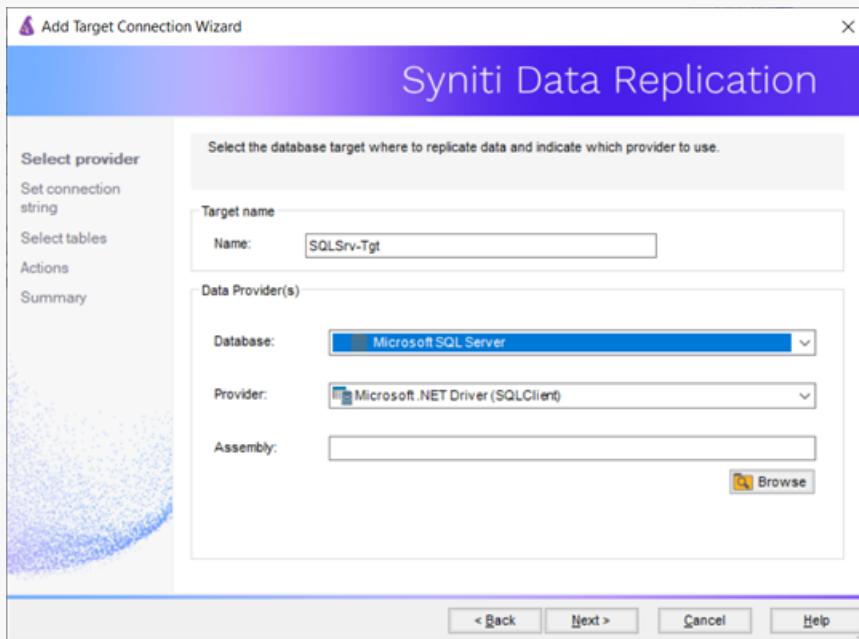 Add Target Connection Wizard
Syniti Data Replication
Select provider
Set connection
string
Select tables
Actions
Summary
Select the database target where to replicate data and indicate which provider to use.
Target name
Name:
SQLSrv-Tgt
Data Provider(s)
Database:
Microsoft SQL Server
Provider:
Microsoft .NET Driver (SQLClient)
Assembly:
Browse
< Back
Next >
Cancel
Help